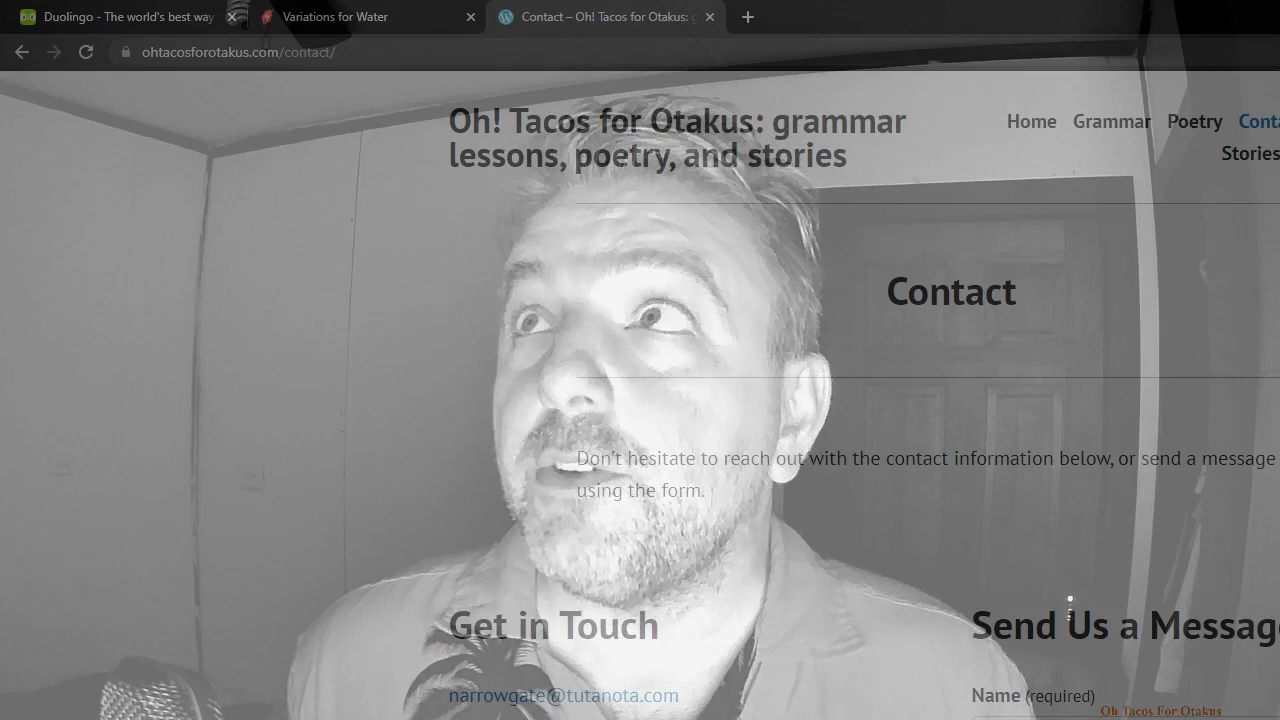 Duolingo - The world's best way
Variations for Water
Contact – Oh! Tacos for Otakus: g
ohtacosforotakus.com/contact/
Oh! Tacos for Otakus: grammar
lessons, poetry, and stories
Home Grammar Poetry Conta
Stories
Contact
Don't hesitate to reach out with the contact information below, or send a message
using the form.
Get in Touch
Send Us a Messag
narrowgate@tutanota.com
Name (required)
Oh Tacos For Otakus